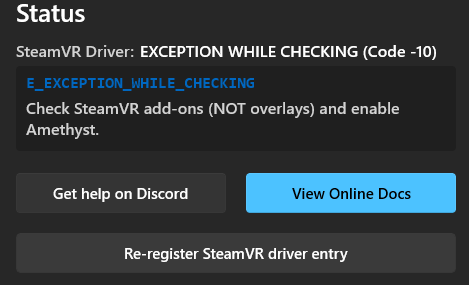 Status
SteamVR Driver: EXCEPTION WHILE CHECKING (Code -10)
E_EXCEPTION_WHILE_CHECKING
Check SteamVR add-ons (NOT overlays) and enable
Amethyst.
Get help on Discord
View Online Docs
Re-register SteamVR driver entry